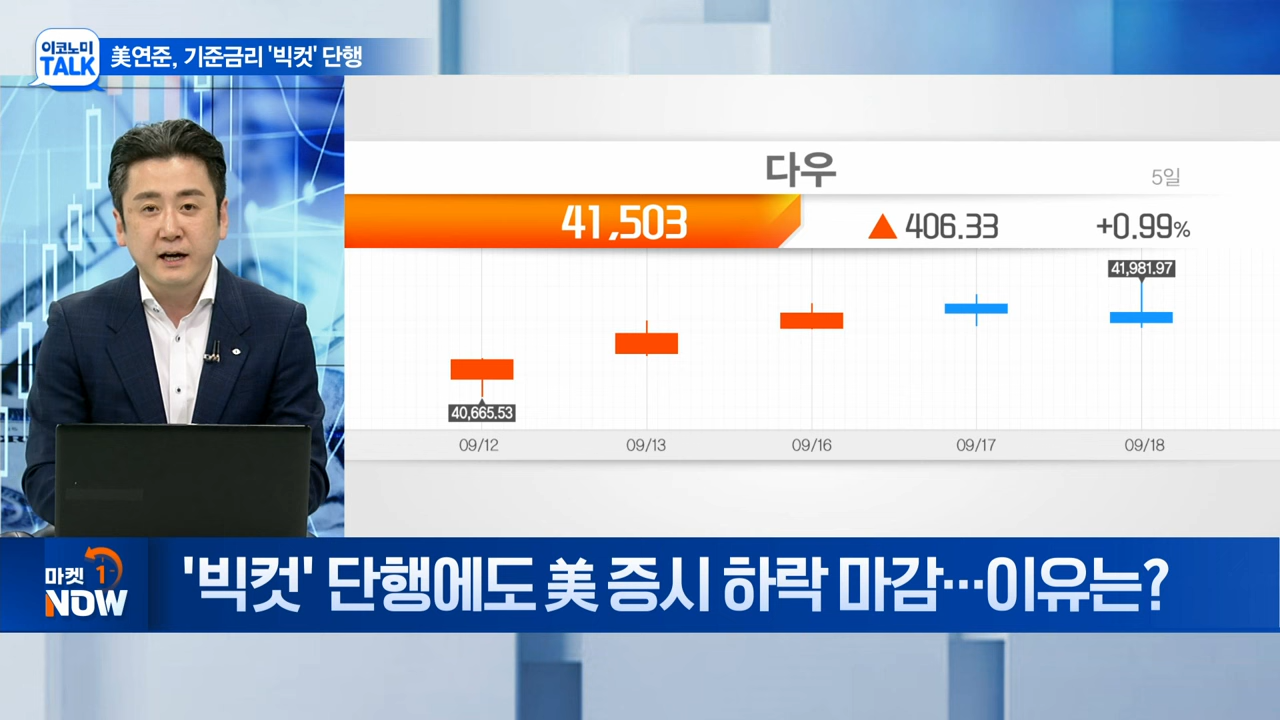 이코노미
TALK
美연준, 기준금리 '빅컷' 단행
다우
5일
41,503
▲ 406.33
+0.99%
41,981.97
40,665.53
09/12
09/13
09/16
09/17
09/18
마켓 1
NOW
'빅컷' 단행에도 美 증시 하락 마감…이유는?